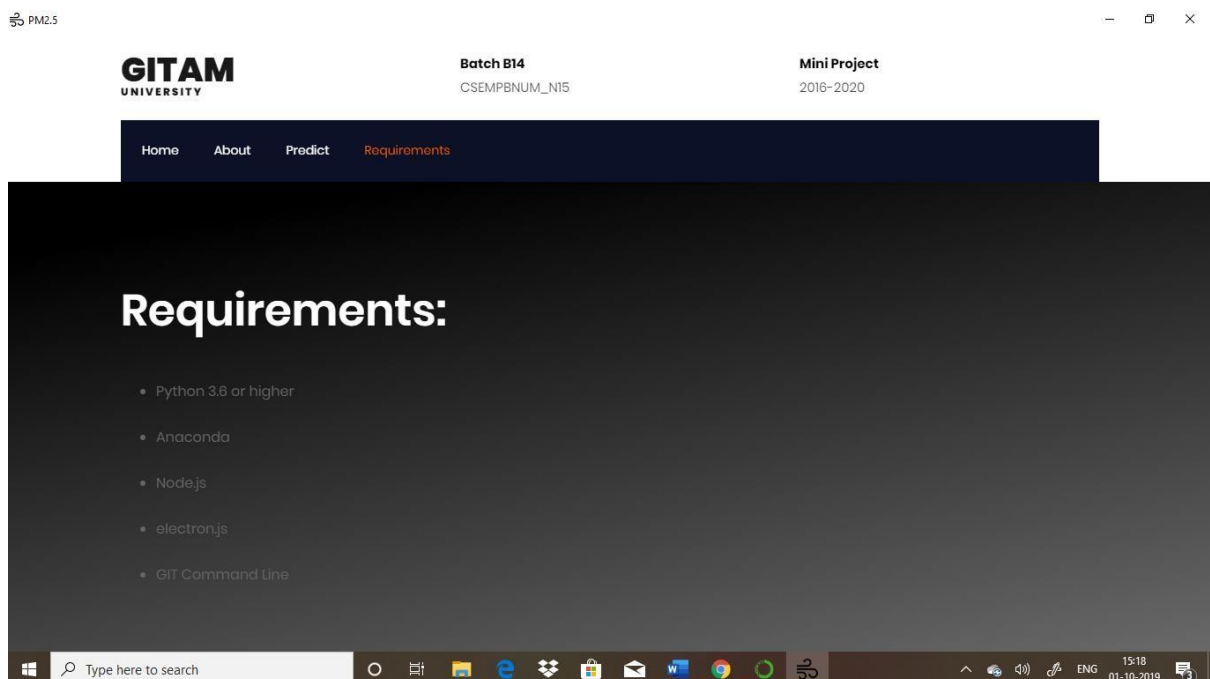 PM2.5
GITAM
UNIVERSITY
Batch B14
CSEMPBNUM_N15
Mini Project
2016-2020
Home About Predict Requirements
Requirements:
• Python 3.6 or higher
• Anaconda
• Node.js
• electron.js
• GIT Command Line
Type here to search
ENG
15:18
01-10-2019
3